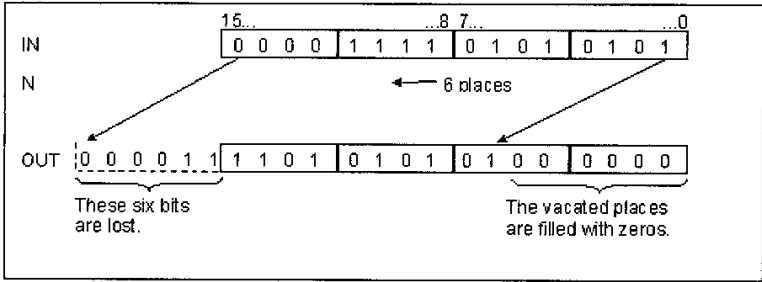 15... ...8 7... ...0
IN 0 0 0 0 1 1 1 1 0 1 0 1 0 1 0 1
N 6 places
OUT 0 0 0 0 1 1 1 1 0 1 0 1 0 1 0 1 0 0 0 0 0 0
These six bits
are lost.
The vacated places
are filled with zeros.